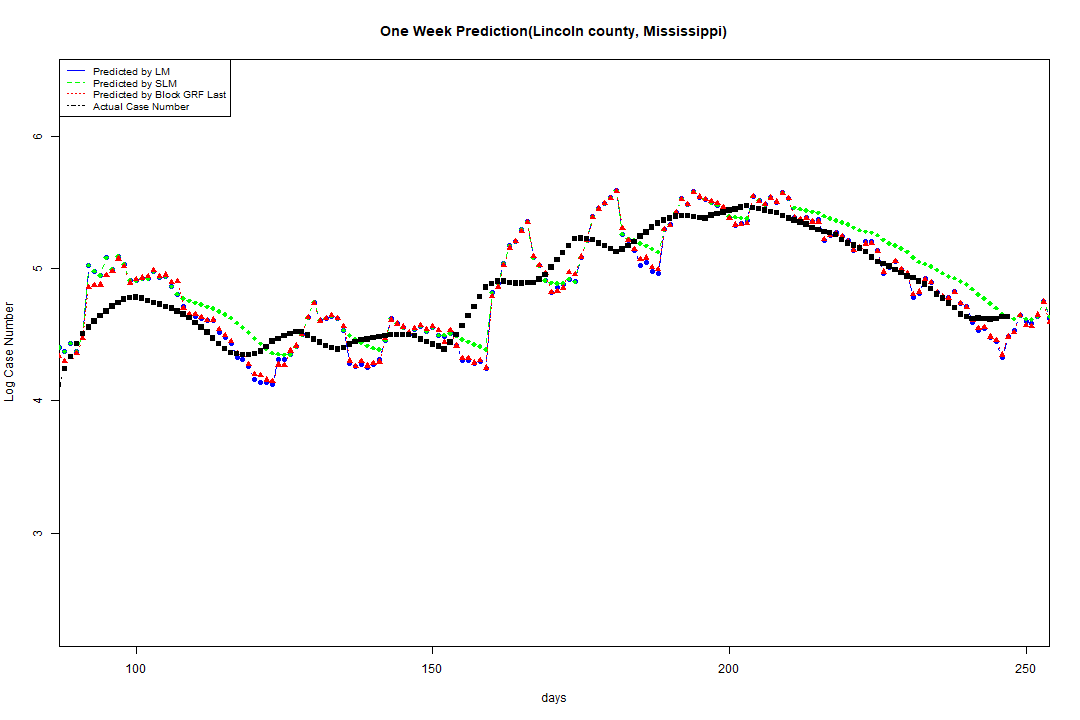 One Week Prediction(Lincoln county, Mississippi)
Predicted by LM
Predicted by SLM
Predicted by Block GRF Last
Actual Case Number
6
5
4
3
Log Case Number
100 150 200 250
days